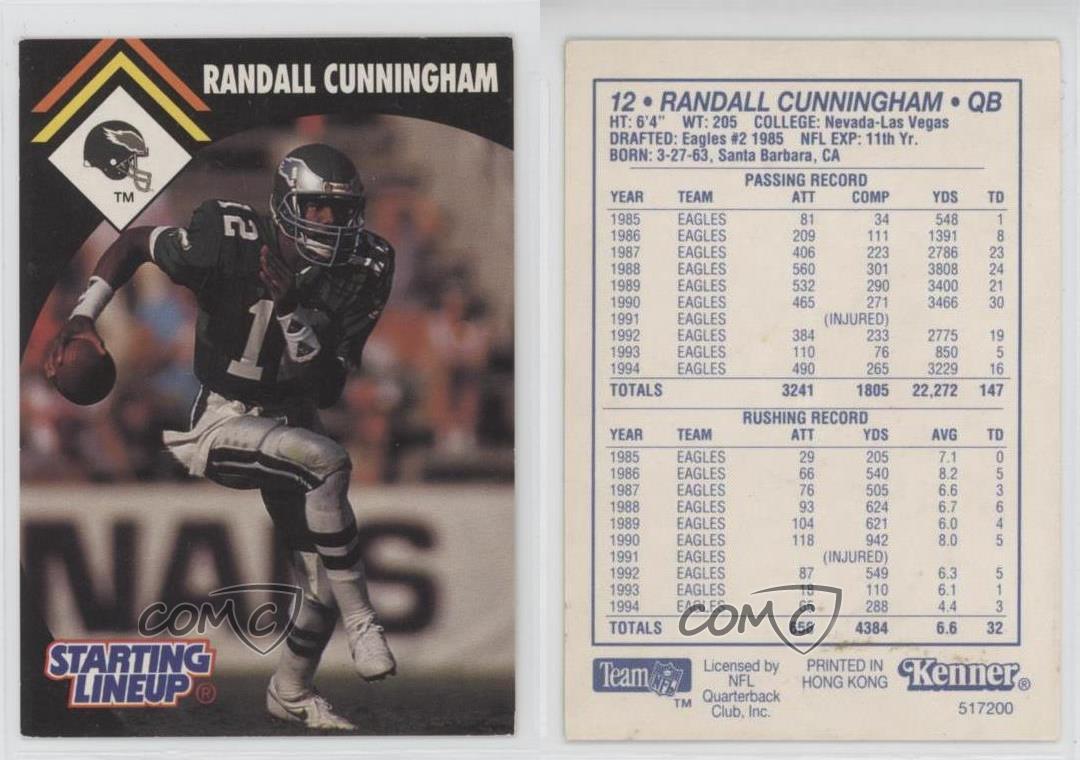 RANDALL CUNNINGHAM
TM
12
12
NALS
COMC
STARTING
LINEUP®
12 • RANDALL CUNNINGHAM • QB
HT: 6'4" WT: 205 COLLEGE: Nevada-Las Vegas
DRAFTED: Eagles #2 1985 NFL EXP: 11th Yr.
BORN: 3-27-63, Santa Barbara, CA
PASSING RECORD
YEAR TEAM ATT COMP YDS TD
1985 EAGLES 81 34 548 1
1986 EAGLES 209 111 1391 8
1987 EAGLES 406 223 2786 23
1988 EAGLES 560 301 3808 24
1989 EAGLES 532 290 3400 21
1990 EAGLES 465 271 3466 30
1991 EAGLES (INJURED)
1992 EAGLES 384 233 2775 19
1993 EAGLES 110 76 850 5
1994 EAGLES 490 265 3229 16
TOTALS 3241 1805 22,272 147
RUSHING RECORD
YEAR TEAM ATT YDS AVG TD
1985 EAGLES 29 205 7.1 0
1986 EAGLES 66 540 8.2 5
1987 EAGLES 76 505 6.6 3
1988 EAGLES 93 624 6.7 6
1989 EAGLES 104 621 6.0 4
1990 EAGLES 118 942 8.0 5
1991 EAGLES (INJURED)
1992 EAGLES 87 549 6.3 5
1993 EAGLES 18 110 6.1 1
1994 EAGLES 65 288 4.4 3
TOTALS 656 4384 6.6 32
COMC
Team NFL TM
Licensed by
NFL
Quarterback
Club, Inc.
PRINTED IN
HONG KONG
Kenner®
517200